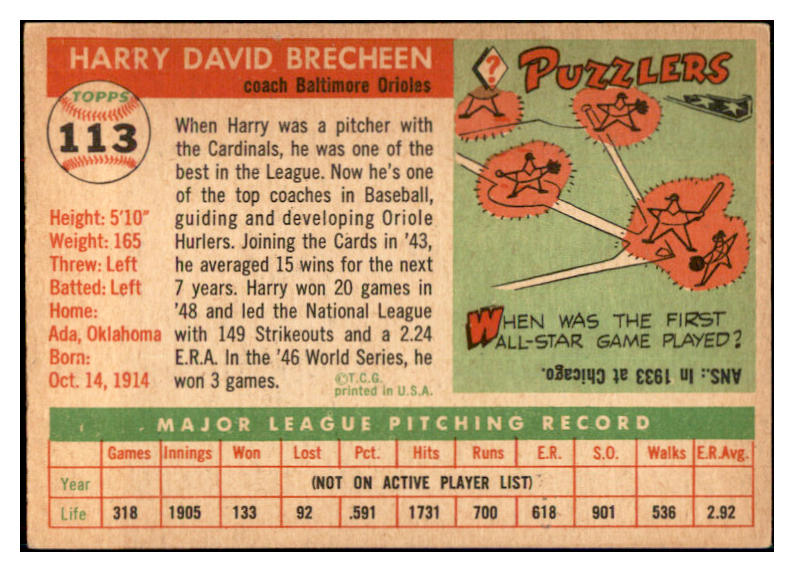 HARRY DAVID BRECHEEN
coach Baltimore Orioles
TOPPS
113
When Harry was a pitcher with
the Cardinals, he was one of the
best in the League. Now he's one
of the top coaches in Baseball,
guiding and developing Oriole
Hurlers. Joining the Cards in '43,
he averaged 15 wins for the next
7 years. Harry won 20 games in
'48 and led the National League
with 149 Strikeouts and a 2.24
E.R.A. In the '46 World Series, he
won 3 games.
©T.C.G.
printed in U.S.A.
Height: 5'10"
Weight: 165
Threw: Left
Batted: Left
Home:
Ada, Oklahoma
Born:
Oct. 14, 1914
? PUZZLERS
WHEN WAS THE FIRST
ALL-STAR GAME PLAYED?
ANS.: In 1933 at Chicago.
MAJOR LEAGUE PITCHING RECORD
Games Innings Won Lost Pct. Hits Runs E.R. S.O. Walks E.R.Avg.
Year (NOT ON ACTIVE PLAYER LIST)
Life 318 1905 133 92 .591 1731 700 618 901 536 2.92